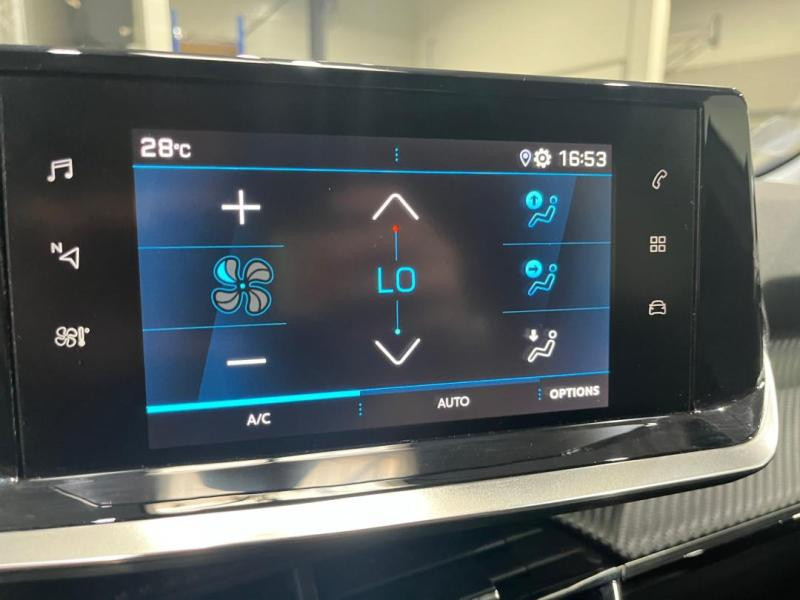 28°C
16:53
N
LO
A/C
AUTO
OPTIONS